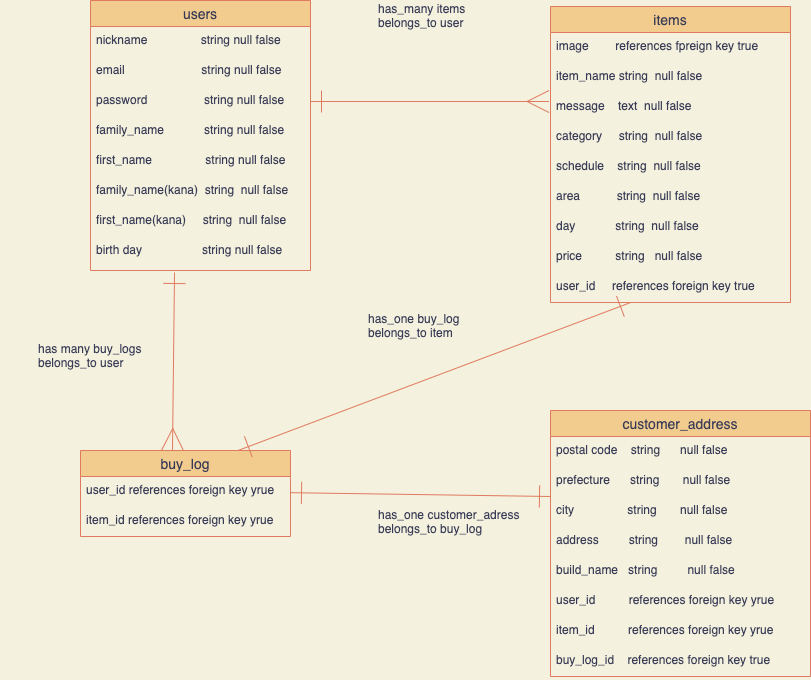 users
nickname string null false
email string null false
password string null false
family_name string null false
first_name string null false
family_name(kana) string null false
first_name(kana) string null false
birth day string null false
has_many items
belongs_to user
items
image references fpreign key true
item_name string null false
message text null false
category string null false
schedule string null false
area string null false
day string null false
price string null false
user_id references foreign key true
has many buy_logs
belongs_to user
has_one buy_log
belongs_to item
buy_log
user_id references foreign key yrue
item_id references foreign key yrue
has_one customer_adress
belongs_to buy_log
customer_address
postal code string null false
prefecture string null false
city string null false
address string null false
build_name string null false
user_id references foreign key yrue
item_id references foreign key yrue
buy_log_id references foreign key true